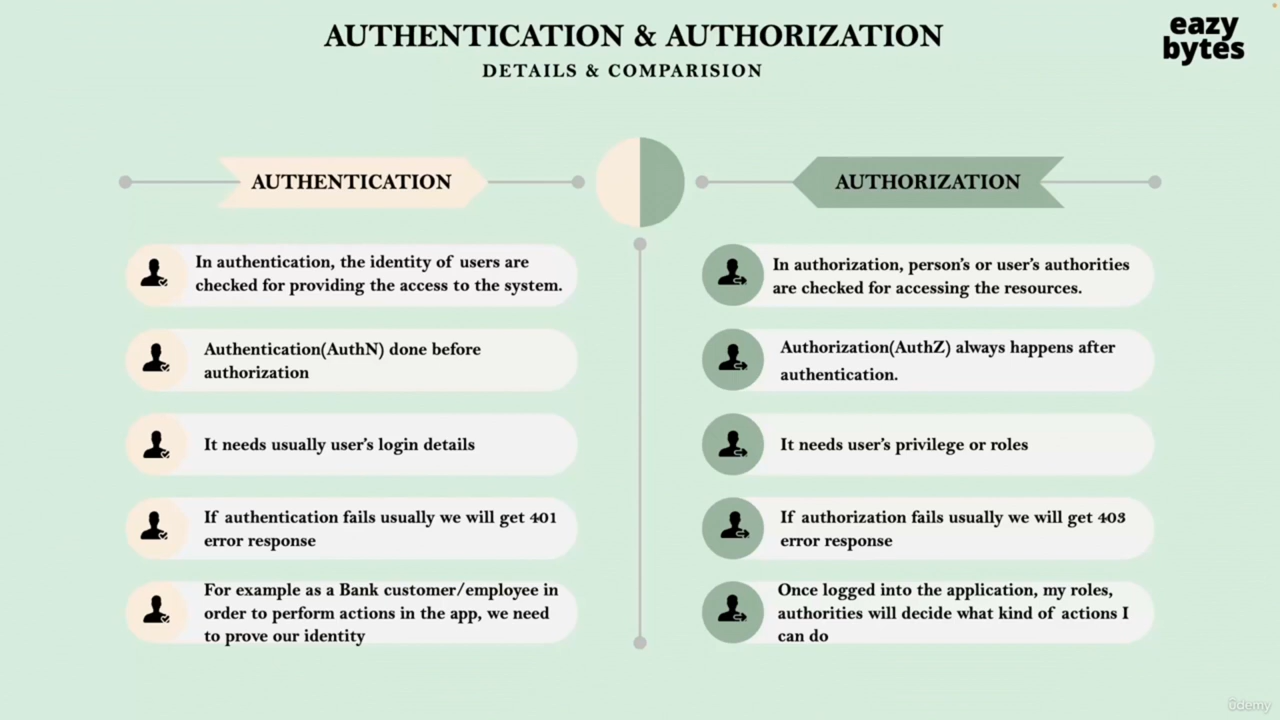 AUTHENTICATION & AUTHORIZATION
DETAILS & COMPARISION
eazy
bytes
AUTHENTICATION
In authentication, the identity of users are
checked for providing the access to the system.
Authentication(AuthN) done before
authorization
It needs usually user's login details
If authentication fails usually we will get 401
error response
For example as a Bank customer/employee in
order to perform actions in the app, we need
to prove our identity
AUTHORIZATION
In authorization, person's or user's authorities
are checked for accessing the resources.
Authorization(AuthZ) always happens after
authentication.
It needs user's privilege or roles
If authorization fails usually we will get 403
error response
Once logged into the application, my roles,
authorities will decide what kind of actions I
can do
ûdemy